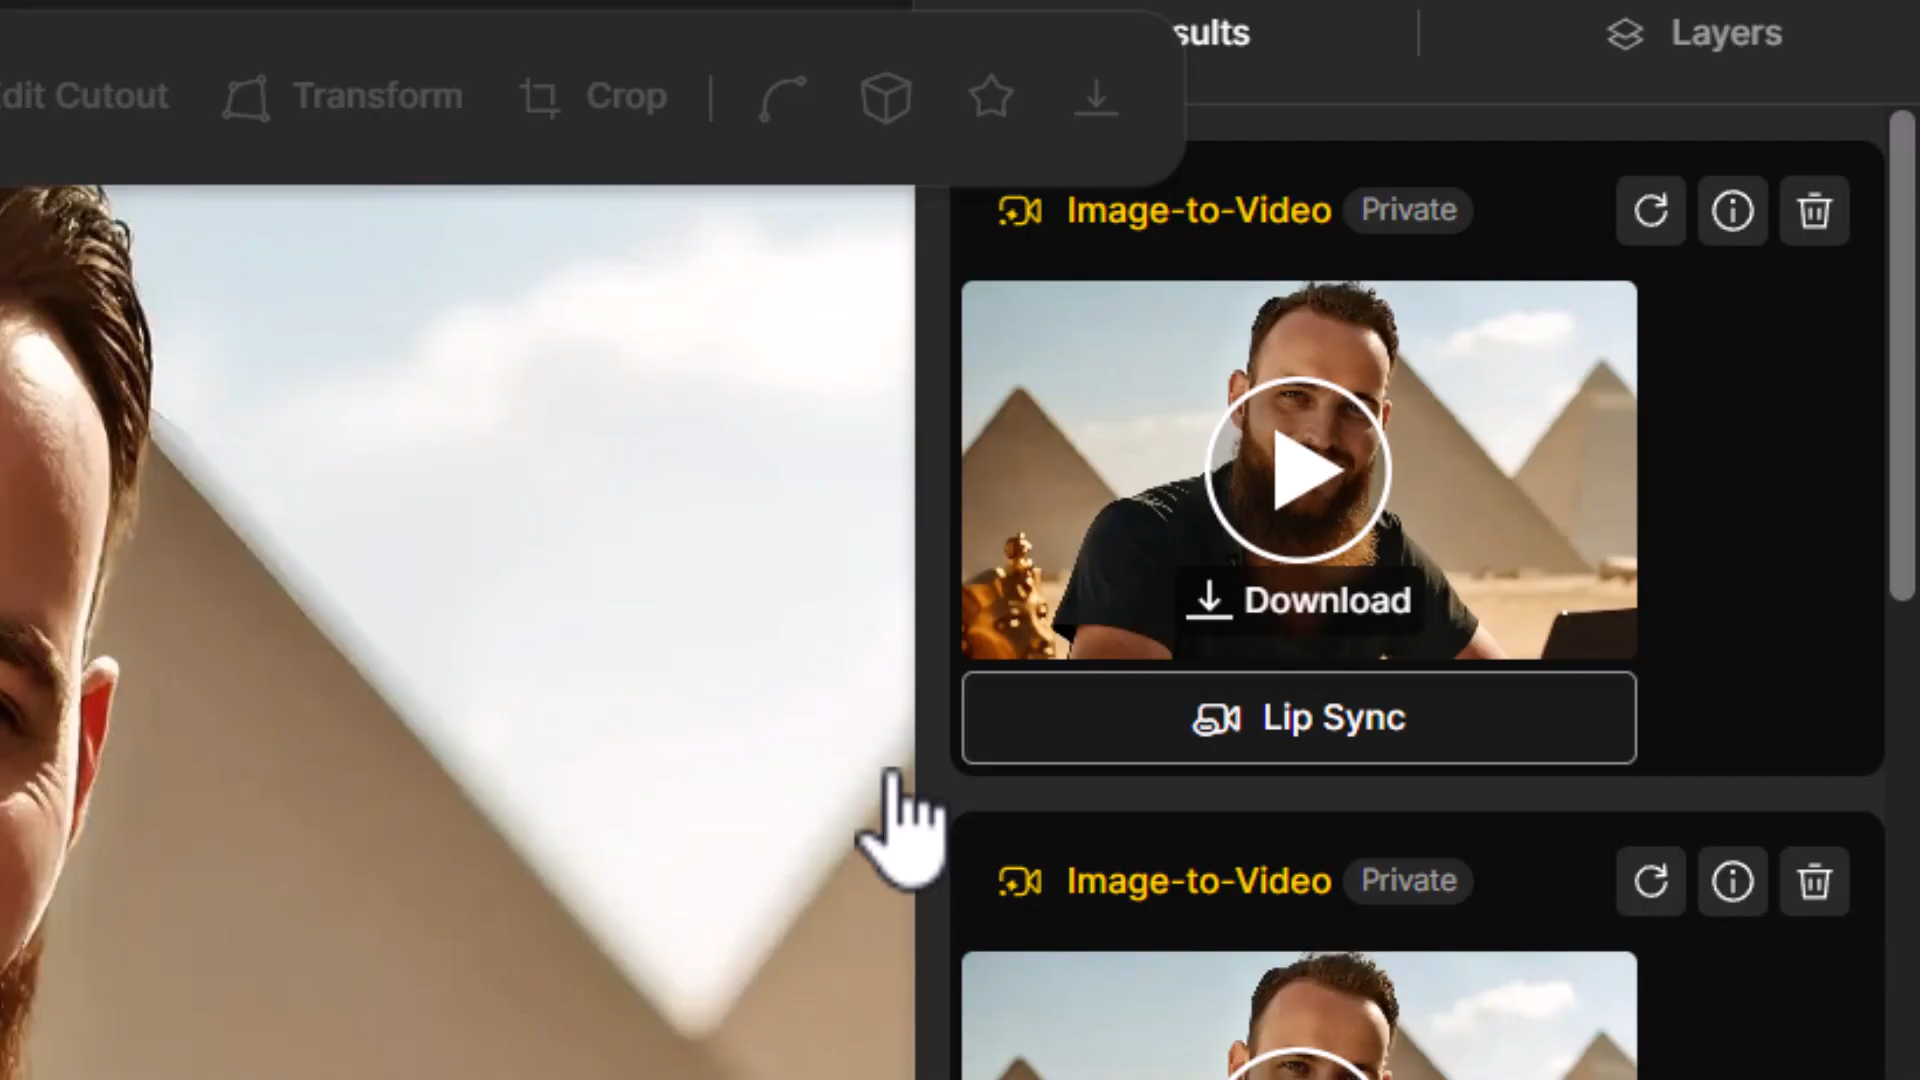 sults
Layers
dit Cutout
Transform
Crop
Image-to-Video
Private
Download
Lip Sync
Image-to-Video
Private